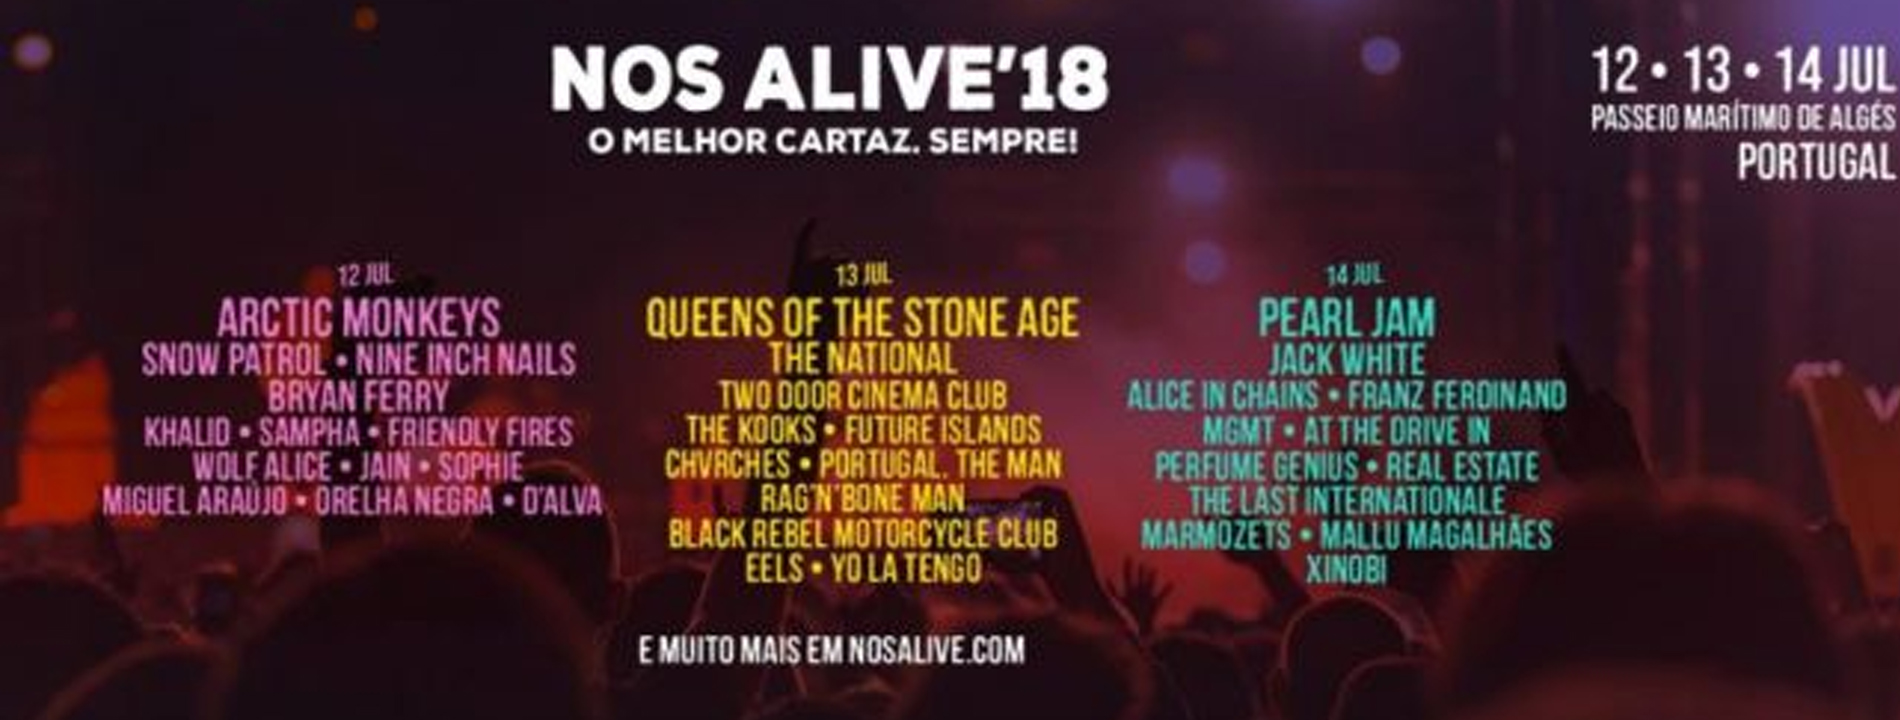 NOS ALIVE'18
O MELHOR CARTAZ. SEMPRE!
12 • 13 • 14 JUL
PASSEIO MARÍTIMO DE ALGÉS
PORTUGAL
12 JUL
ARCTIC MONKEYS
SNOW PATROL • NINE INCH NAILS
BRYAN FERRY
KHALID • SAMPHA • FRIENDLY FIRES
WOLF ALICE • JAIN • SOPHIE
MIGUEL ARAÚJO • ORELHA NEGRA • D'ALVA
13 JUL
QUEENS OF THE STONE AGE
THE NATIONAL
TWO DOOR CINEMA CLUB
THE KOOKS • FUTURE ISLANDS
CHVRCHES • PORTUGAL. THE MAN
RAG'N'BONE MAN
BLACK REBEL MOTORCYCLE CLUB
EELS • YO LA TENGO
14 JUL
PEARL JAM
JACK WHITE
ALICE IN CHAINS • FRANZ FERDINAND
MGMT • AT THE DRIVE IN
PERFUME GENIUS • REAL ESTATE
THE LAST INTERNATIONALE
MARMOZETS • MALLU MAGALHÃES
XINOBI
E MUITO MAIS EM NOSALIVE.COM